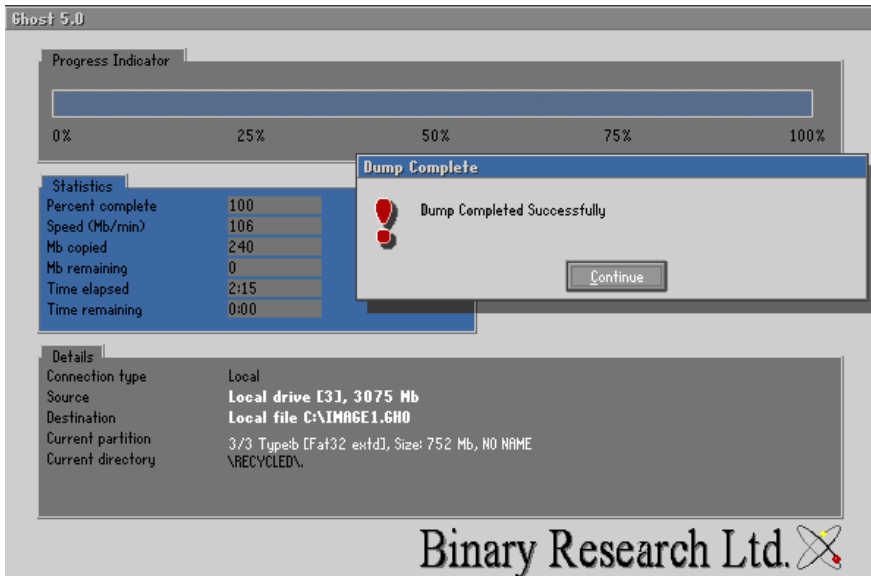 Ghost 5.0
Progress Indicator
0% 25% 50% 75% 100%
Dump Complete
Dump Completed Successfully
Continue
Statistics
Percent complete 100
Speed (Mb/min) 106
Mb copied 240
Mb remaining 0
Time elapsed 2:15
Time remaining 0:00
Details
Connection type Local
Source Local drive [3], 3075 Mb
Destination Local file C:\IMAGE1.GHO
Current partition 3/3 Type:b [Fat32 extd], Size: 752 Mb, NO NAME
Current directory \RECYCLED\.
Binary Research Ltd.